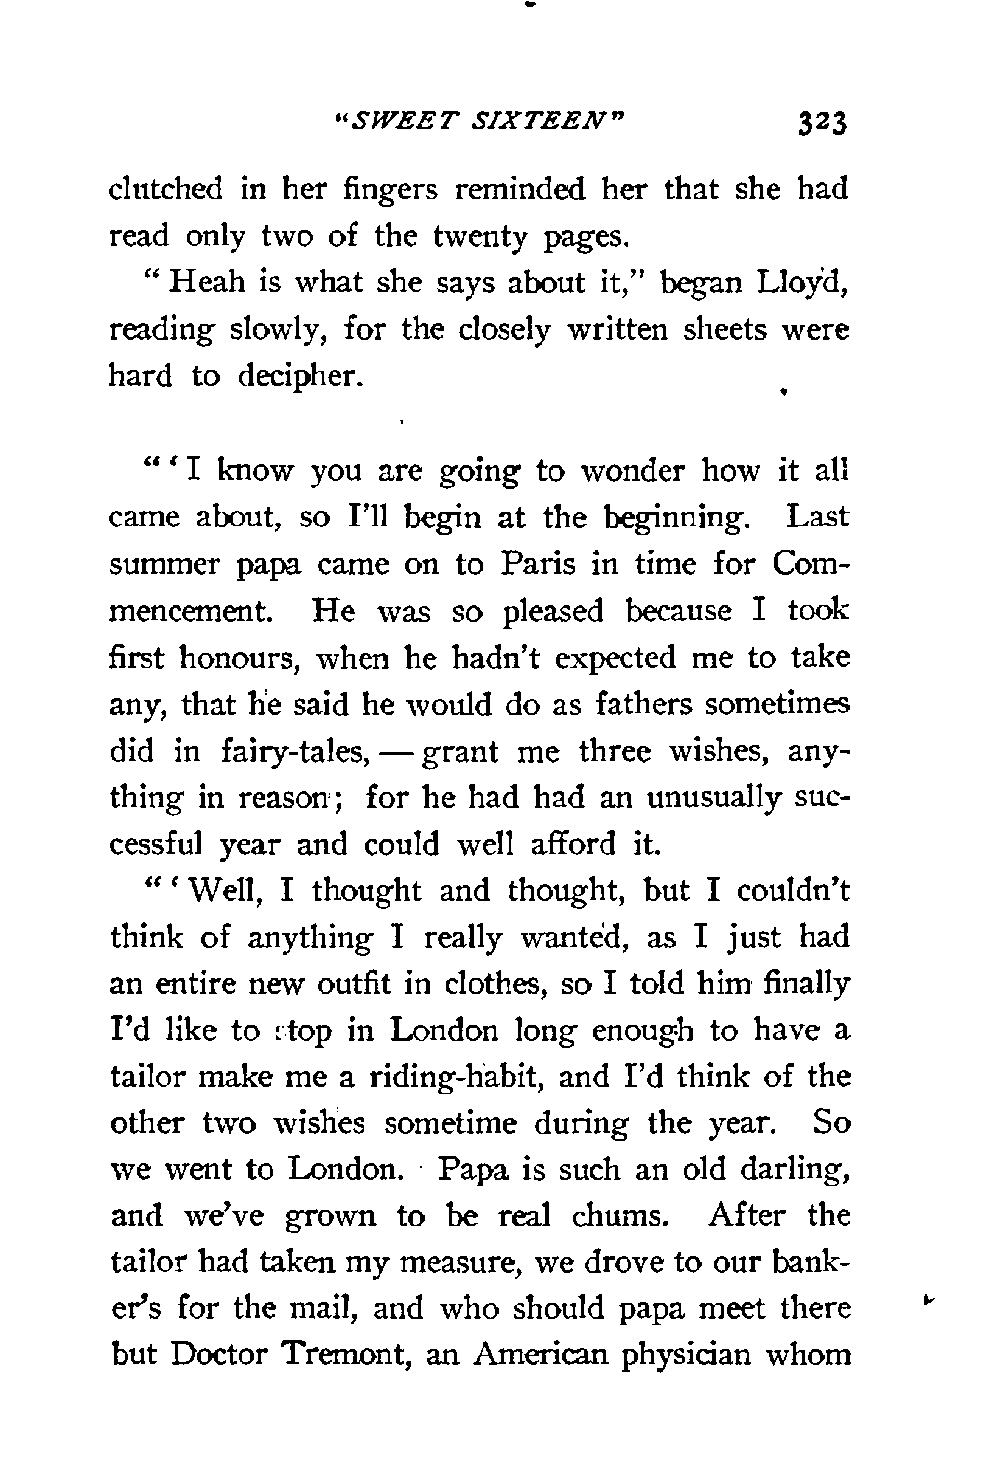 "SWEET SIXTEEN" 323
clutched in her fingers reminded her that she had
read only two of the twenty pages.
" Heah is what she says about it," began Lloyd,
reading slowly, for the closely written sheets were
hard to decipher.
" ' I know you are going to wonder how it all
came about, so I'll begin at the beginning. Last
summer papa came on to Paris in time for Com-
mencement. He was so pleased because I took
first honours, when he hadn't expected me to take
any, that he said he would do as fathers sometimes
did in fairy-tales, — grant me three wishes, any-
thing in reason; for he had had an unusually suc-
cessful year and could well afford it.
" ' Well, I thought and thought, but I couldn't
think of anything I really wanted, as I just had
an entire new outfit in clothes, so I told him finally
I'd like to stop in London long enough to have a
tailor make me a riding-habit, and I'd think of the
other two wishes sometime during the year. So
we went to London. Papa is such an old darling,
and we've grown to be real chums. After the
tailor had taken my measure, we drove to our bank-
er's for the mail, and who should papa meet there
but Doctor Tremont, an American physician whom